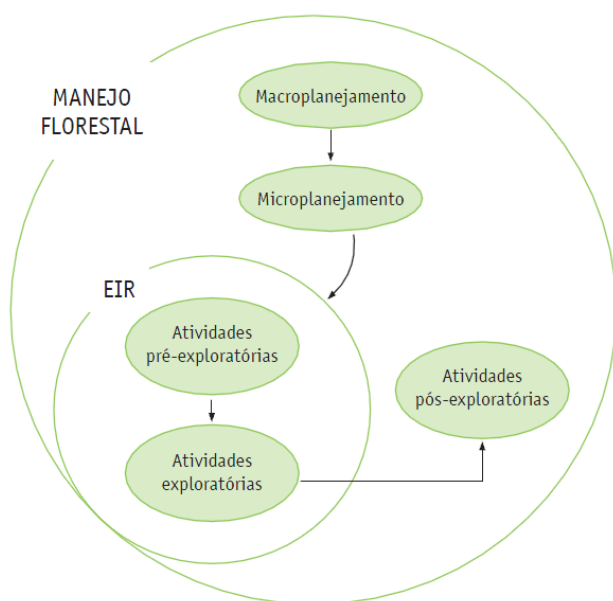 MANEJO
FLORESTAL
Macroplanejamento
Microplanejamento
EIR
Atividades
pré-exploratórias
Atividades
exploratórias
Atividades
pós-exploratórias